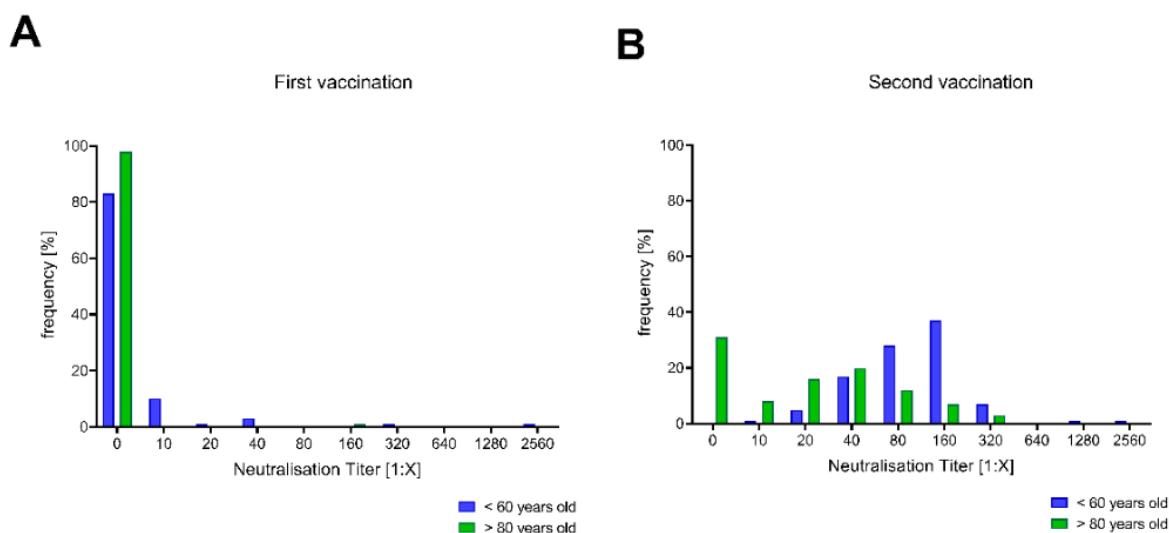 A
First vaccination
frequency [%]
100
80
60
40
20
0
0 10 20 40 80 160 320 640 1280 2560
Neutralisation Titer [1:X]
< 60 years old
> 80 years old
B
Second vaccination
frequency [%]
100
80
60
40
20
0
0 10 20 40 80 160 320 640 1280 2560
Neutralisation Titer [1:X]
< 60 years old
> 80 years old